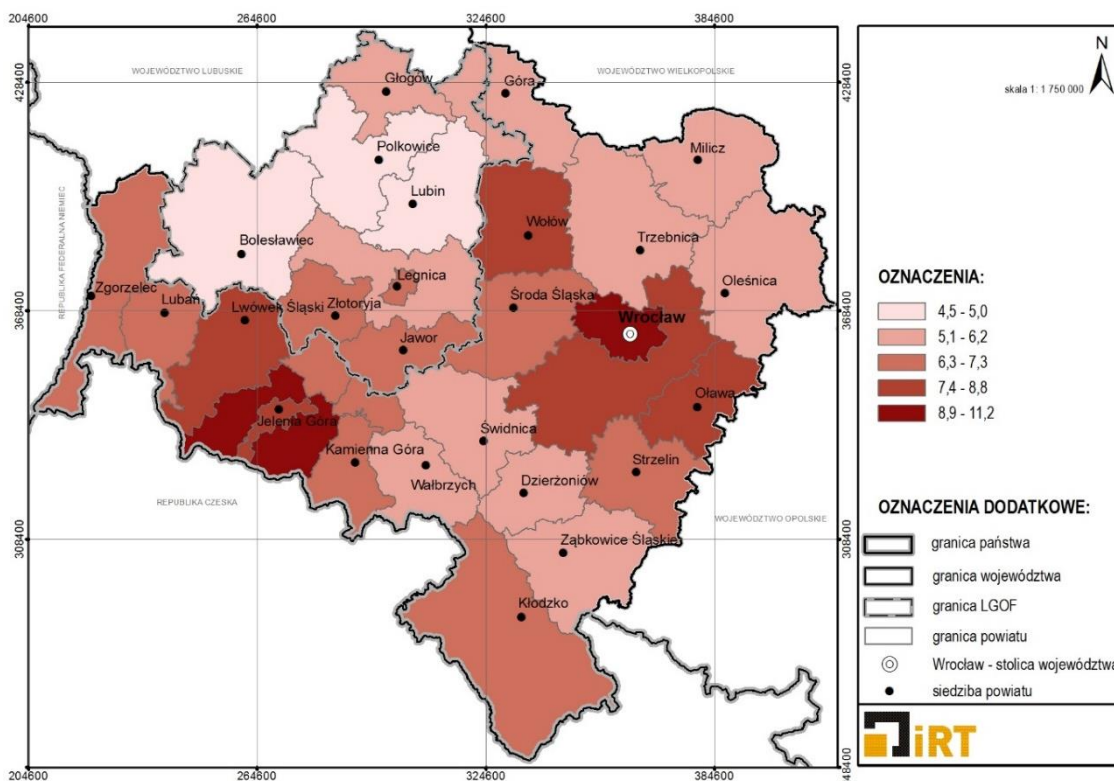 204600
264600
324600
384600
N
skala 1: 1 750 000
428400
428400
WOJEWÓDZTWO LUBUSKIE
WOJEWÓDZTWO WIELKOPOLSKIE
Głogów
Góra
Polkowice
Milicz
Lubin
REPUBLIKA FEDERALNA NIEMIEC
Wołów
Bolesławiec
Trzebnica
Zgorzelec
Legnica
Oleśnica
Lubań
Lwówek Śląski
Złotoryja
Środa Śląska
368400
368400
Wrocław
Jawor
Oława
Jelenia Góra
Świdnica
Kamienna Góra
Strzelin
Wałbrzych
Dzierżoniów
REPUBLIKA CZESKA
WOJEWÓDZTWO OPOLSKIE
308400
308400
Ząbkowice Śląskie
Kłodzko
204600
264600
324600
384600
48400
OZNACZENIA:
4,5 - 5,0
5,1 - 6,2
6,3 - 7,3
7,4 - 8,8
8,9 - 11,2
OZNACZENIA DODATKOWE:
granica państwa
granica województwa
granica LGOF
granica powiatu
Wrocław - stolica województwa
siedziba powiatu
iRT